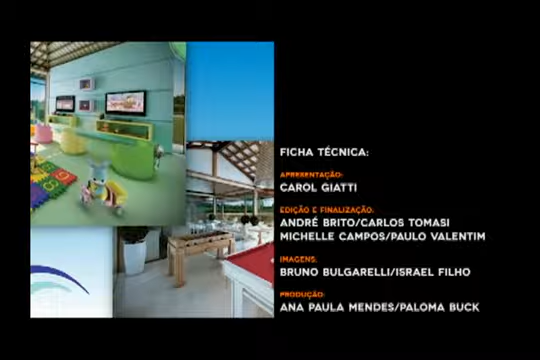 FICHA TÉCNICA:
APRESENTAÇÃO:
CAROL GIATTI
EDIÇÃO E FINALIZAÇÃO:
ANDRÉ BRITO/CARLOS TOMASI
MICHELLE CAMPOS/PAULO VALENTIM
IMAGENS:
BRUNO BULGARELLI/ISRAEL FILHO
PRODUÇÃO:
ANA PAULA MENDES/PALOMA BUCK